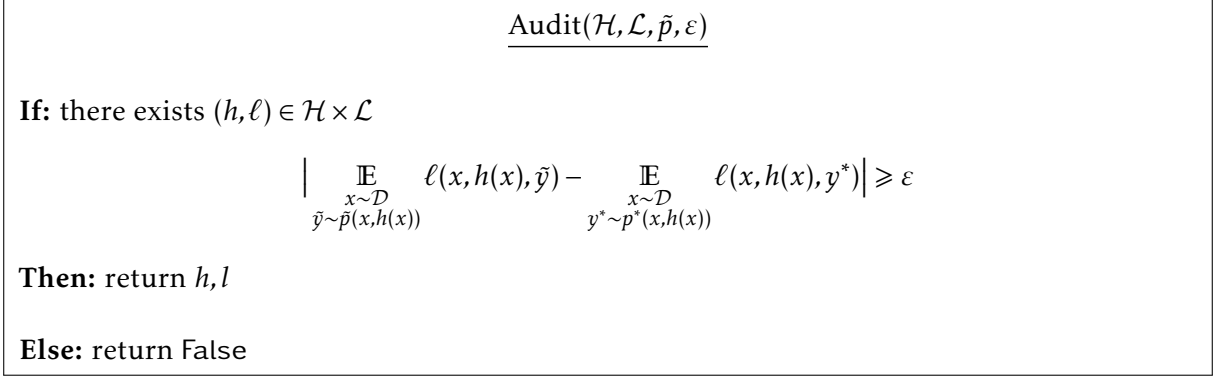 Audit(ℋ, ℒ, p̃, ε)
If: there exists (h, ℓ) ∈ ℋ × ℒ
| 𝔼_{x∼𝒟, ỹ∼p̃(x,h(x))} ℓ(x, h(x), ỹ) − 𝔼_{x∼𝒟, y*∼p*(x,h(x))} ℓ(x, h(x), y*)| ⩾ ε
Then: return h, l
Else: return False